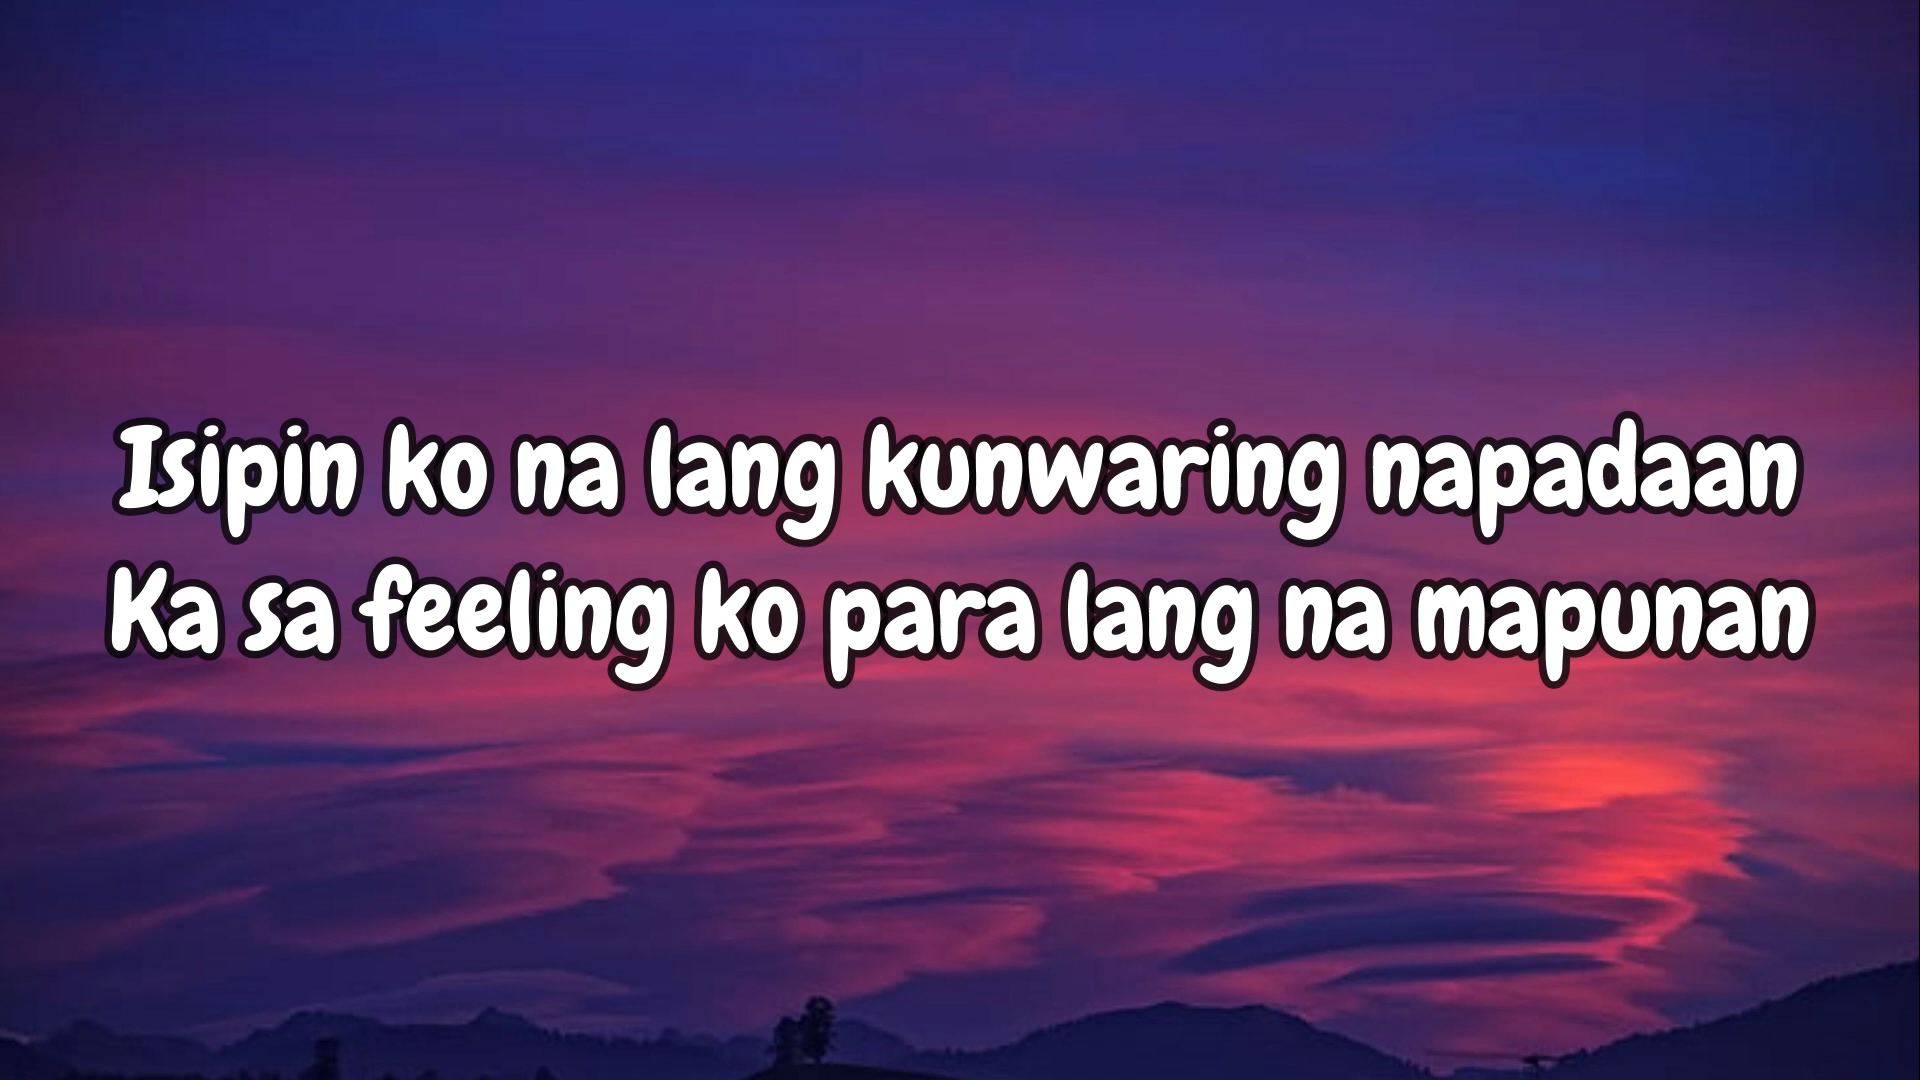 Isipin ko na lang kunwaring napadaan
Ka sa feeling ko para lang na mapunan